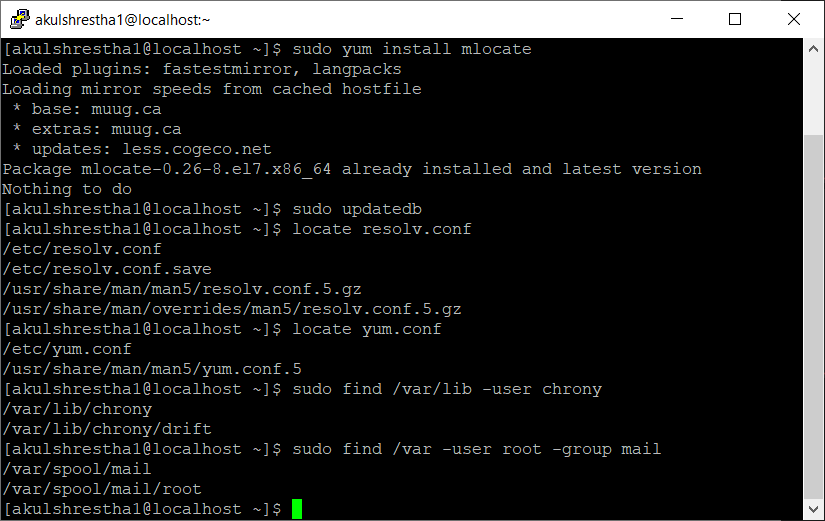 akulshrestha1@localhost:~
[akulshrestha1@localhost ~]$ sudo yum install mlocate
Loaded plugins: fastestmirror, langpacks
Loading mirror speeds from cached hostfile
 * base: muug.ca
 * extras: muug.ca
 * updates: less.cogeco.net
Package mlocate-0.26-8.el7.x86_64 already installed and latest version
Nothing to do
[akulshrestha1@localhost ~]$ sudo updatedb
[akulshrestha1@localhost ~]$ locate resolv.conf
/etc/resolv.conf
/etc/resolv.conf.save
/usr/share/man/man5/resolv.conf.5.gz
/usr/share/man/overrides/man5/resolv.conf.5.gz
[akulshrestha1@localhost ~]$ locate yum.conf
/etc/yum.conf
/usr/share/man/man5/yum.conf.5
[akulshrestha1@localhost ~]$ sudo find /var/lib -user chrony
/var/lib/chrony
/var/lib/chrony/drift
[akulshrestha1@localhost ~]$ sudo find /var -user root -group mail
/var/spool/mail
/var/spool/mail/root
[akulshrestha1@localhost ~]$